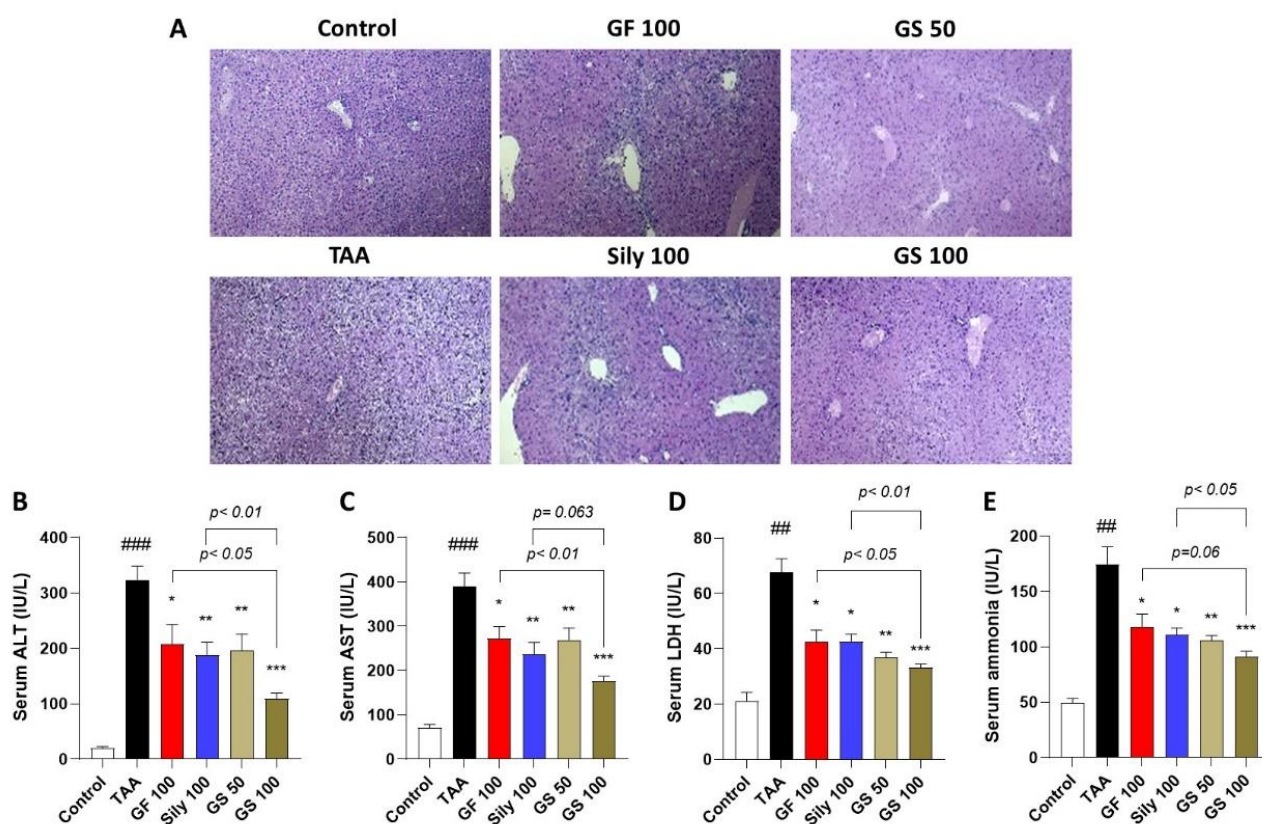 A
Control
GF 100
GS 50
TAA
Sily 100
GS 100
B
p< 0.01
p< 0.05
###
*
**
**
***
Serum ALT (IU/L)
400
300
200
100
0
Control
TAA
GF 100
Sily 100
GS 50
GS 100
C
p= 0.063
p< 0.01
###
*
**
**
***
Serum AST (IU/L)
500
400
300
200
100
0
Control
TAA
GF 100
Sily 100
GS 50
GS 100
D
p< 0.01
p< 0.05
##
*
*
**
***
Serum LDH (IU/L)
80
60
40
20
0
Control
TAA
GF 100
Sily 100
GS 50
GS 100
E
p< 0.05
p=0.06
##
*
*
**
***
Serum ammonia (IU/L)
200
150
100
50
0
Control
TAA
GF 100
Sily 100
GS 50
GS 100